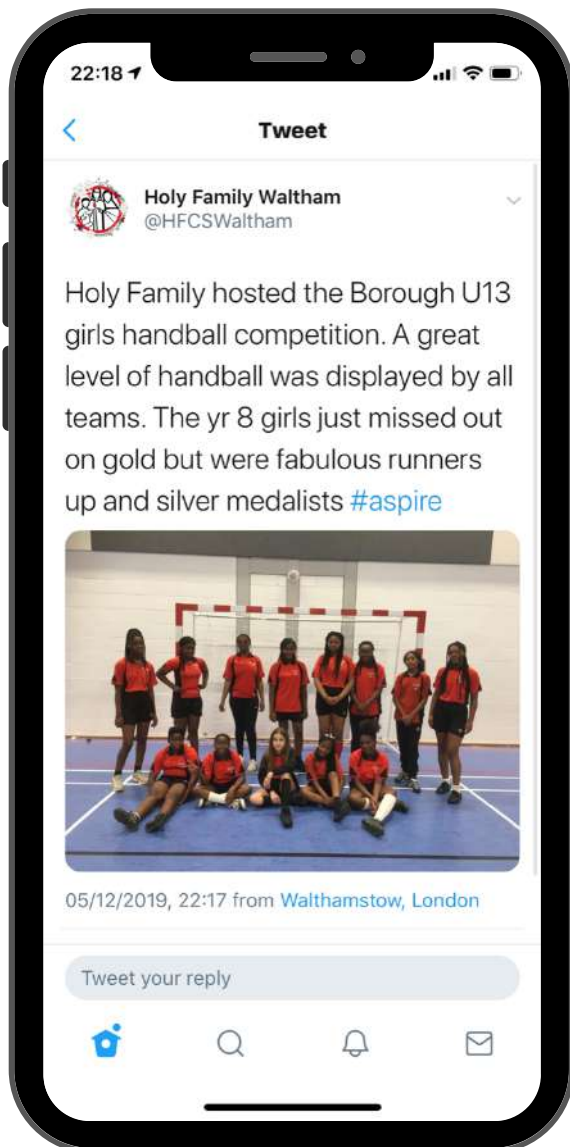 22:18
Tweet
Holy Family Waltham
@HFCSWaltham
Holy Family hosted the Borough U13
girls handball competition. A great
level of handball was displayed by all
teams. The yr 8 girls just missed out
on gold but were fabulous runners
up and silver medalists #aspire
05/12/2019, 22:17 from Walthamstow, London
Tweet your reply